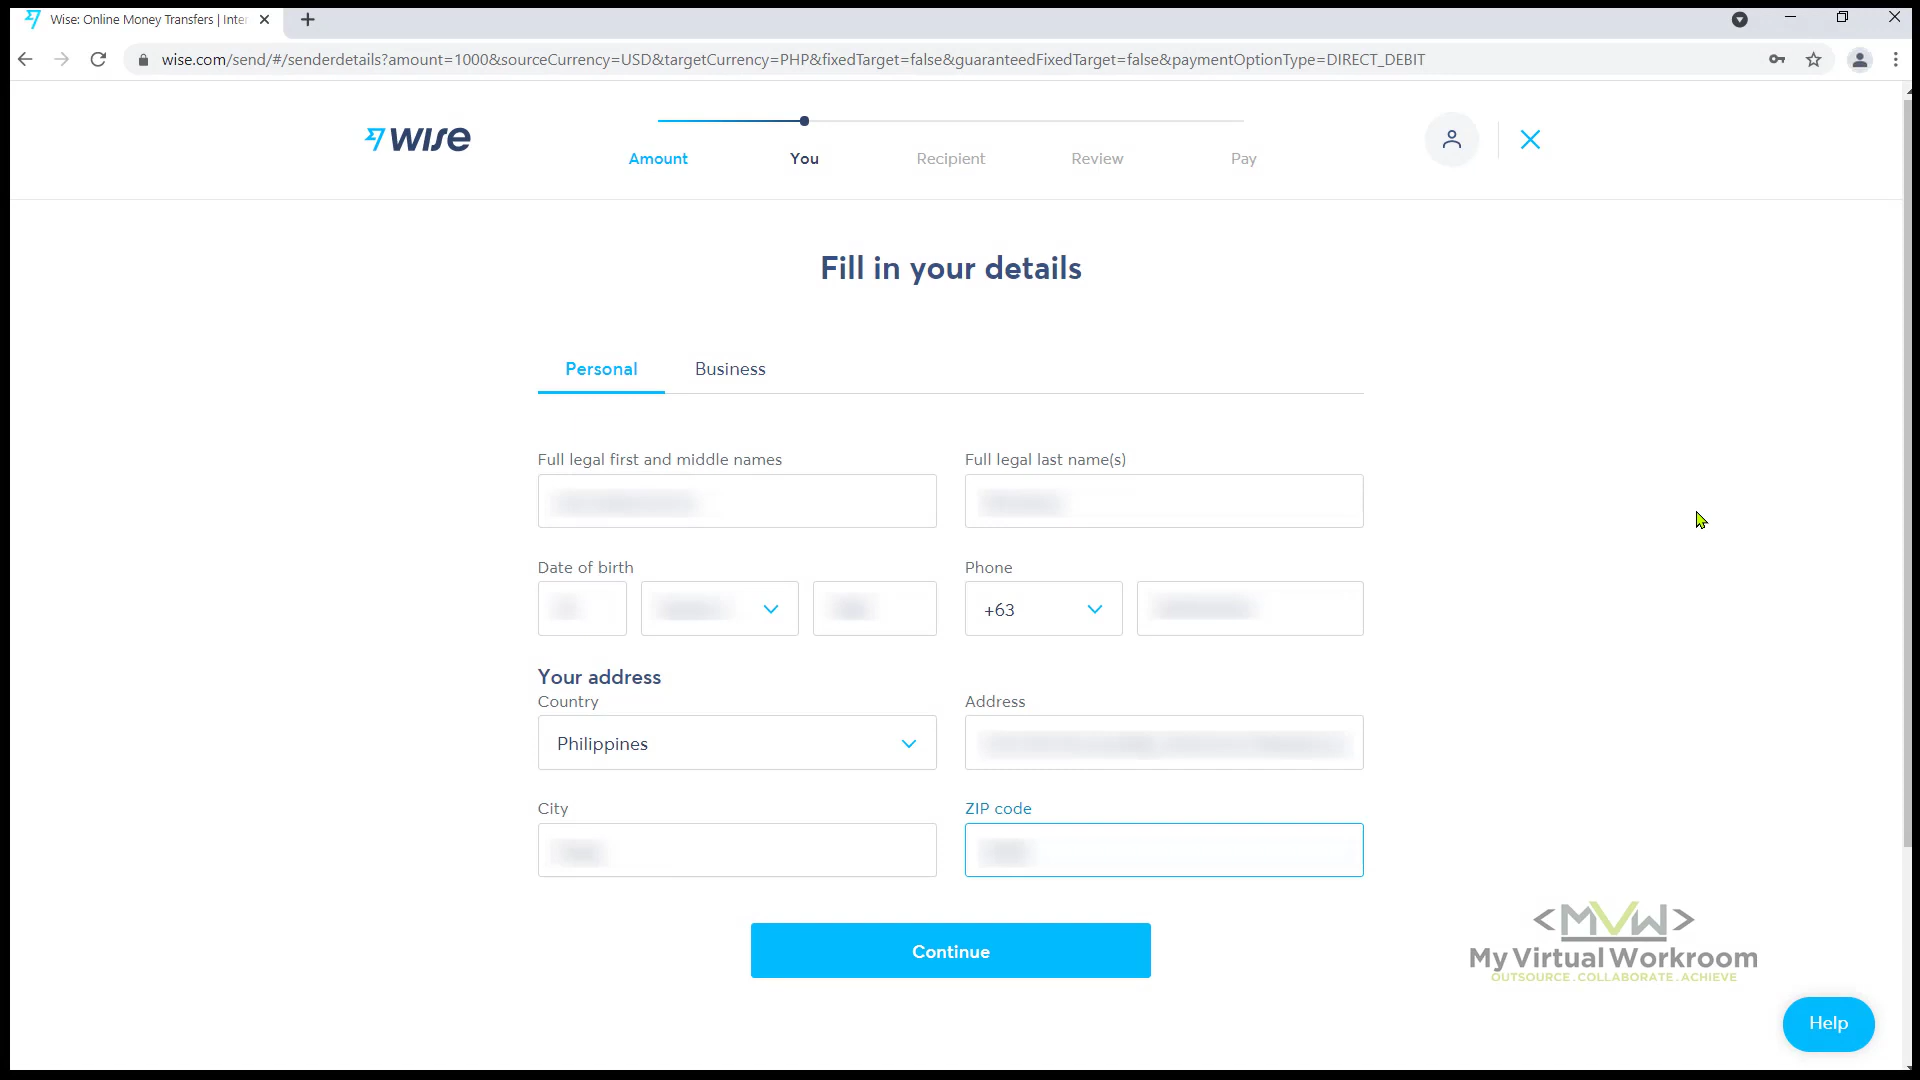 Wise: Online Money Transfers | Inter
wise.com/send/#/senderdetails?amount=1000&sourceCurrency=USD&targetCurrency=PHP&fixedTarget=false&guaranteedFixedTarget=false&paymentOptionType=DIRECT_DEBIT
wise
Amount You Recipient Review Pay
Fill in your details
Personal Business
Full legal first and middle names Full legal last name(s)
Date of birth Phone
+63
Your address
Country Address
Philippines
City ZIP code
Continue
<MVW>
My Virtual Workroom
OUTSOURCE.COLLABORATE.ACHIEVE
Help